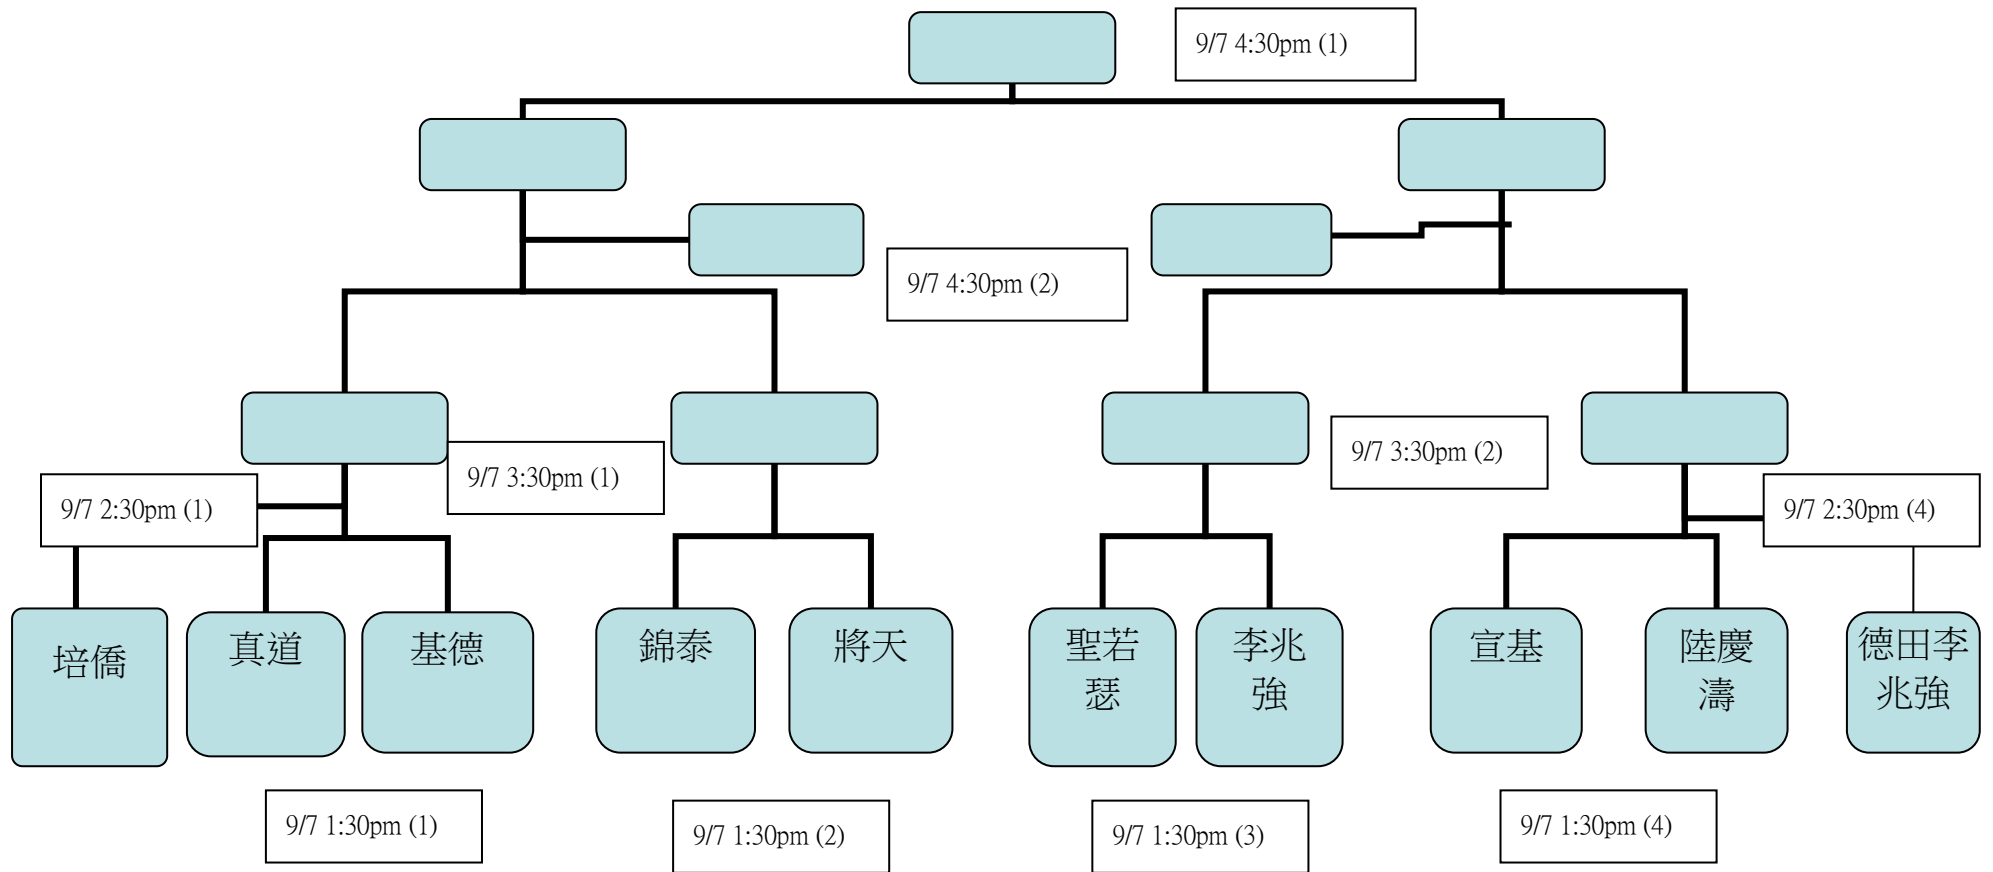 9/7 4:30pm (1)
9/7 4:30pm (2)
9/7 3:30pm (1)
9/7 3:30pm (2)
9/7 2:30pm (1)
9/7 2:30pm (4)
培僑
真道
基德
錦泰
將天
聖若
瑟
李兆
強
宣基
陸慶
濤
德田李
兆強
9/7 1:30pm (1)
9/7 1:30pm (2)
9/7 1:30pm (3)
9/7 1:30pm (4)